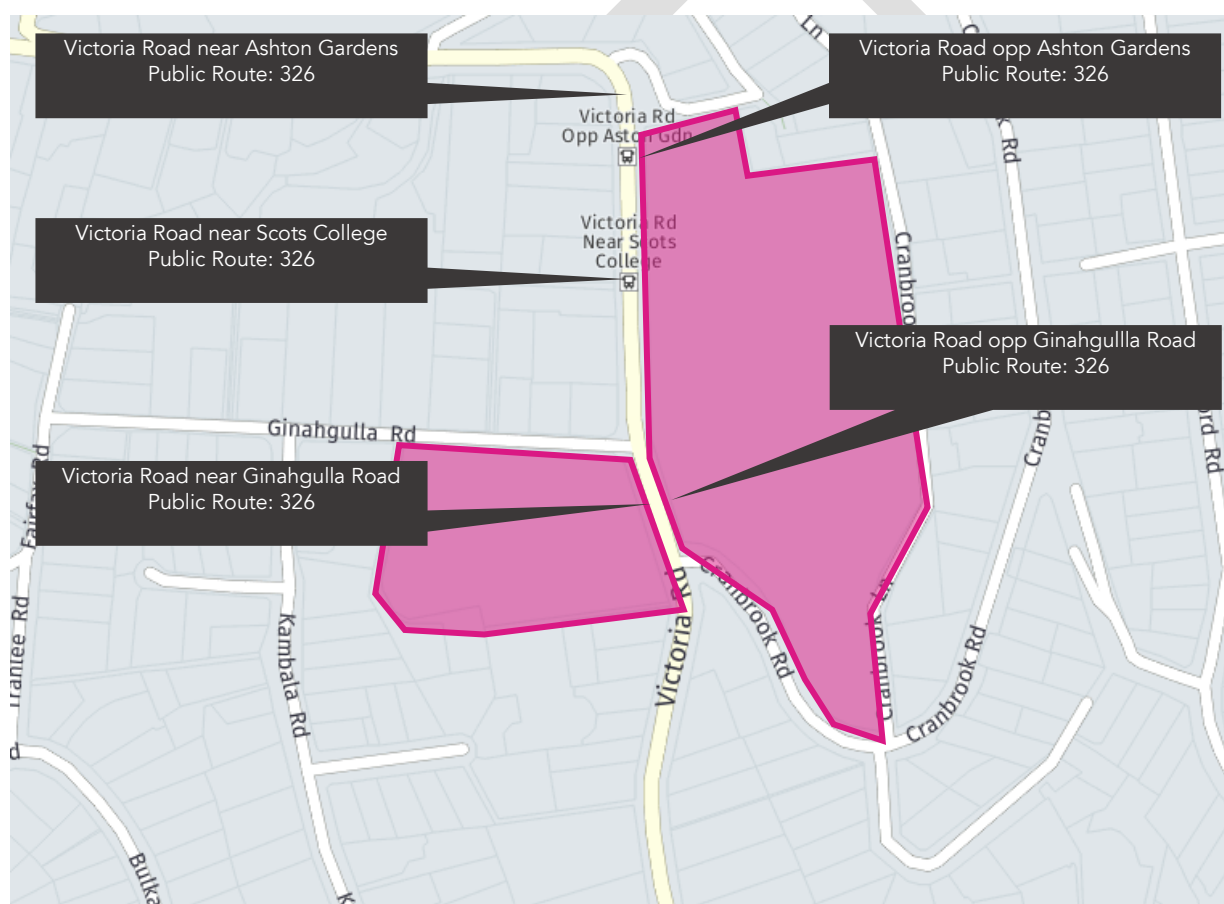 Victoria Road near Ashton Gardens
Public Route: 326
Victoria Road opp Ashton Gardens
Public Route: 326
Ln
Rd
Victoria Rd
Opp Aston Gdn
Victoria Road near Scots College
Public Route: 326
Victoria Rd
Near Scots
College
Victoria Road opp Ginahgullla Road
Public Route: 326
Ginahgulla Rd
Victoria Road near Ginahgulla Road
Public Route: 326
Fairfax Rd
Rd
Cranbrook Rd
Cranbrook Ln
Kambala Rd
Victoria Rd
Cranbrook Rd